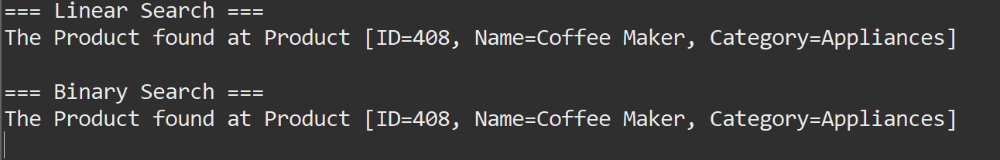 === Linear Search ===
The Product found at Product [ID=408, Name=Coffee Maker, Category=Appliances]
=== Binary Search ===
The Product found at Product [ID=408, Name=Coffee Maker, Category=Appliances]